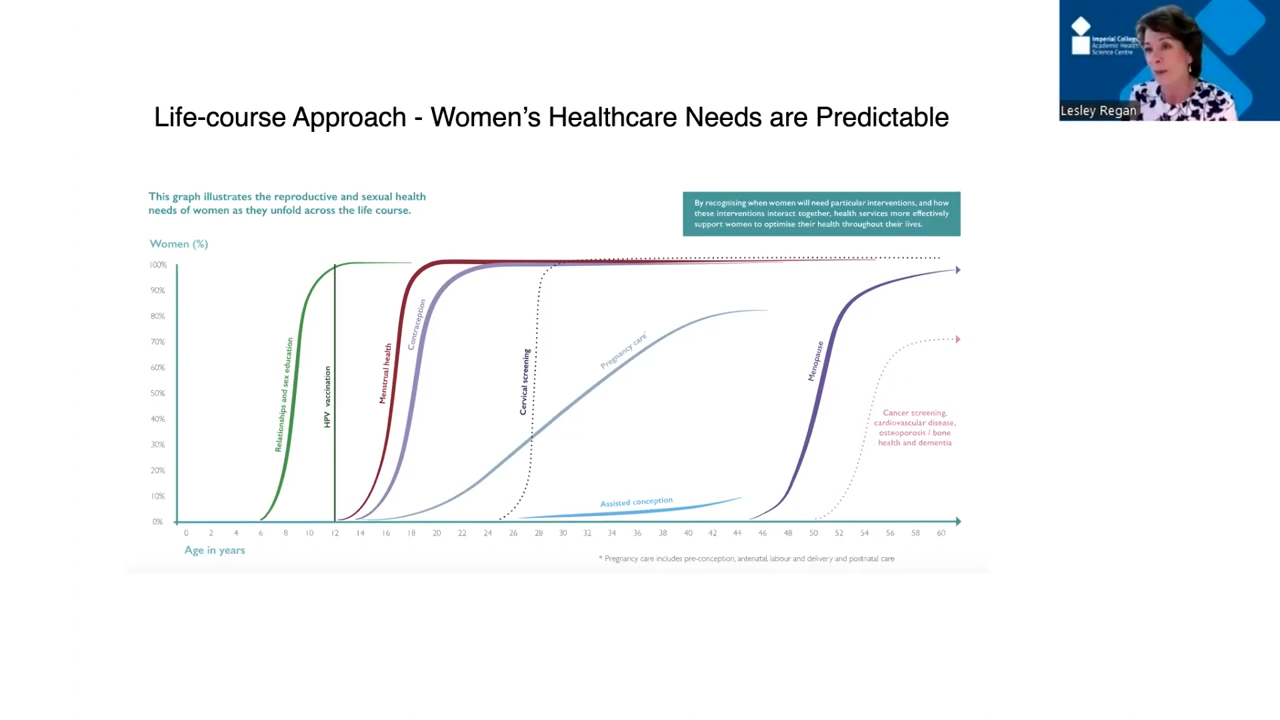 Imperial College
Academic Health
Science Centre
Lesley Regan
Life-course Approach - Women’s Healthcare Needs are Predictable
This graph illustrates the reproductive and sexual health
needs of women as they unfold across the life course.
By recognising when women will need particular interventions, and how
these interventions interact together, health services more effectively
support women to optimise their health throughout their lives.
Women (%)
100%
90%
80%
70%
60%
50%
40%
30%
20%
10%
0%
Relationships and sex education
HPV vaccination
Menstrual health
Contraception
Cervical screening
Pregnancy care*
Assisted conception
Menopause
Cancer screening,
cardiovascular disease,
osteoporosis / bone
health and dementia
0 2 4 6 8 10 12 14 16 18 20 22 24 26 28 30 32 34 36 38 40 42 44 46 48 50 52 54 56 58 60
Age in years
* Pregnancy care includes pre-conception, antenatal, labour and delivery and postnatal care